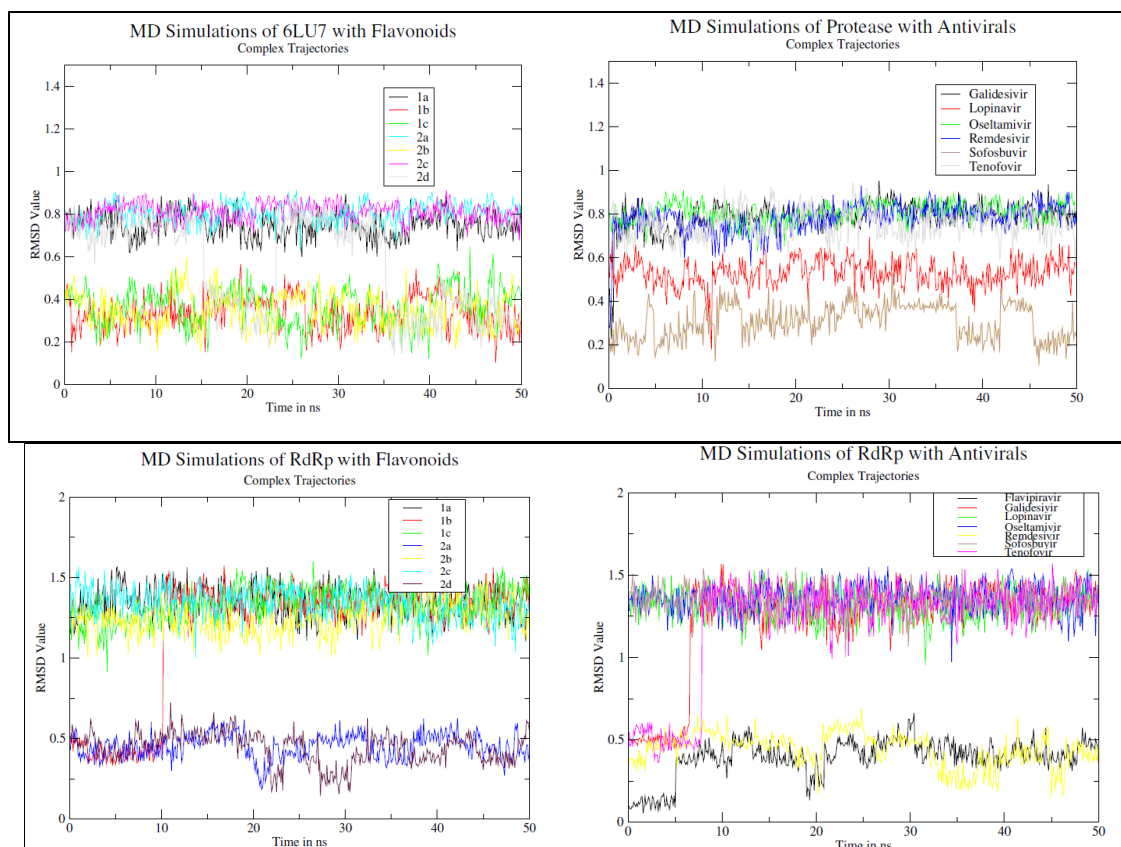 MD Simulations of 6LU7 with Flavonoids
Complex Trajectories
RMSD Value
1.4
1.2
1
0.8
0.6
0.4
0.2
0
1a
1b
1c
2a
2b
2c
2d
0 10 20 30 40 50
Time in ns
MD Simulations of Protease with Antivirals
Complex Trajectories
RMSD Value
1.4
1.2
1
0.8
0.6
0.4
0.2
0
Galidesivir
Lopinavir
Oseltamivir
Remdesivir
Sofosbuvir
Tenofovir
0 10 20 30 40 50
Time in ns
MD Simulations of RdRp with Flavonoids
Complex Trajectories
RMSD Value
2
1.5
1
0.5
0
1a
1b
1c
2a
2b
2c
2d
0 10 20 30 40 50
Time in ns
MD Simulations of RdRp with Antivirals
Complex Trajectories
RMSD Value
2
1.5
1
0.5
0
Flavipiravir
Galidesivir
Lopinavir
Oseltamivir
Remdesivir
Sofosbuvir
Tenofovir
0 10 20 30 40 50
Time in ns